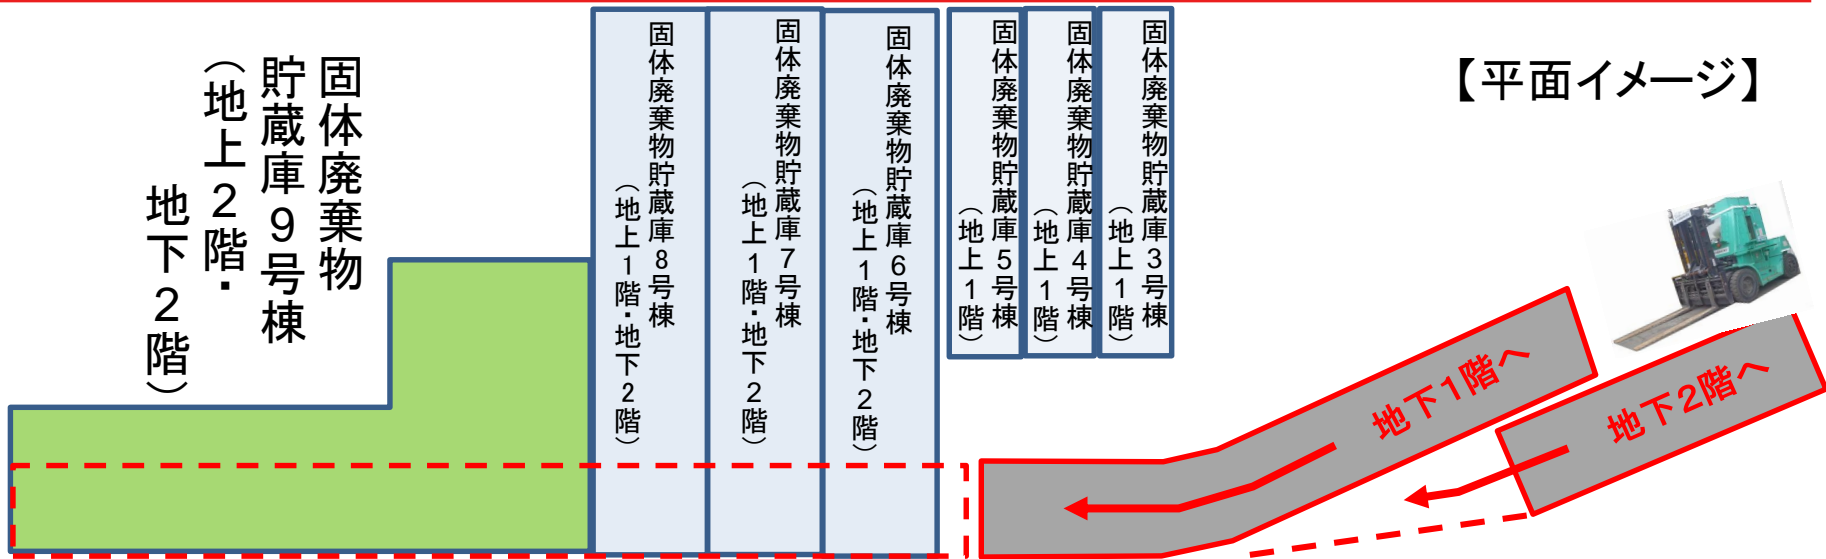 固体廃棄物
貯蔵庫９号棟
（地上２階・
地下２階）
固体廃棄物貯蔵庫８号棟
（地上１階・地下２階）
固体廃棄物貯蔵庫７号棟
（地上１階・地下２階）
固体廃棄物貯蔵庫６号棟
（地上１階・地下２階）
固体廃棄物貯蔵庫５号棟
（地上１階）
固体廃棄物貯蔵庫４号棟
（地上１階）
固体廃棄物貯蔵庫３号棟
（地上１階）
【平面イメージ】
地下1階へ
地下2階へ